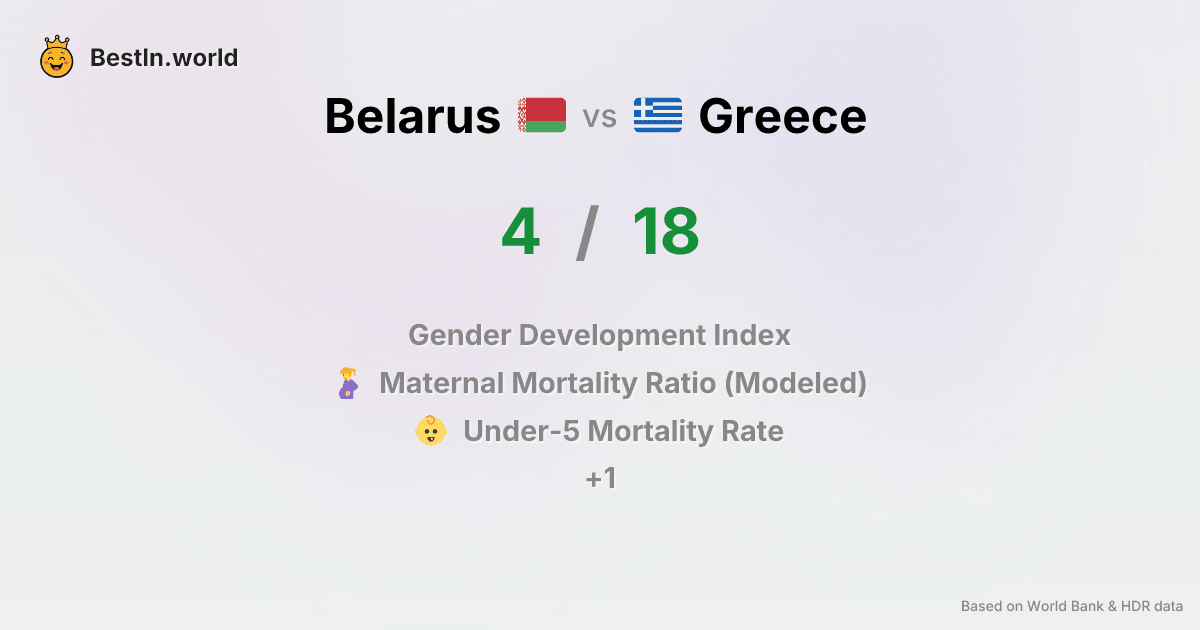 BestIn.world
Belarus vs Greece
4 / 18
Gender Development Index
Maternal Mortality Ratio (Modeled)
Under-5 Mortality Rate
+1
Based on World Bank & HDR data